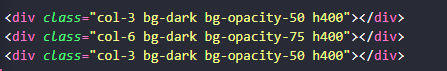 <div class="col-3 bg-dark bg-opacity-50 h400"></div>
<div class="col-6 bg-dark bg-opacity-75 h400"></div>
<div class="col-3 bg-dark bg-opacity-50 h400"></div>